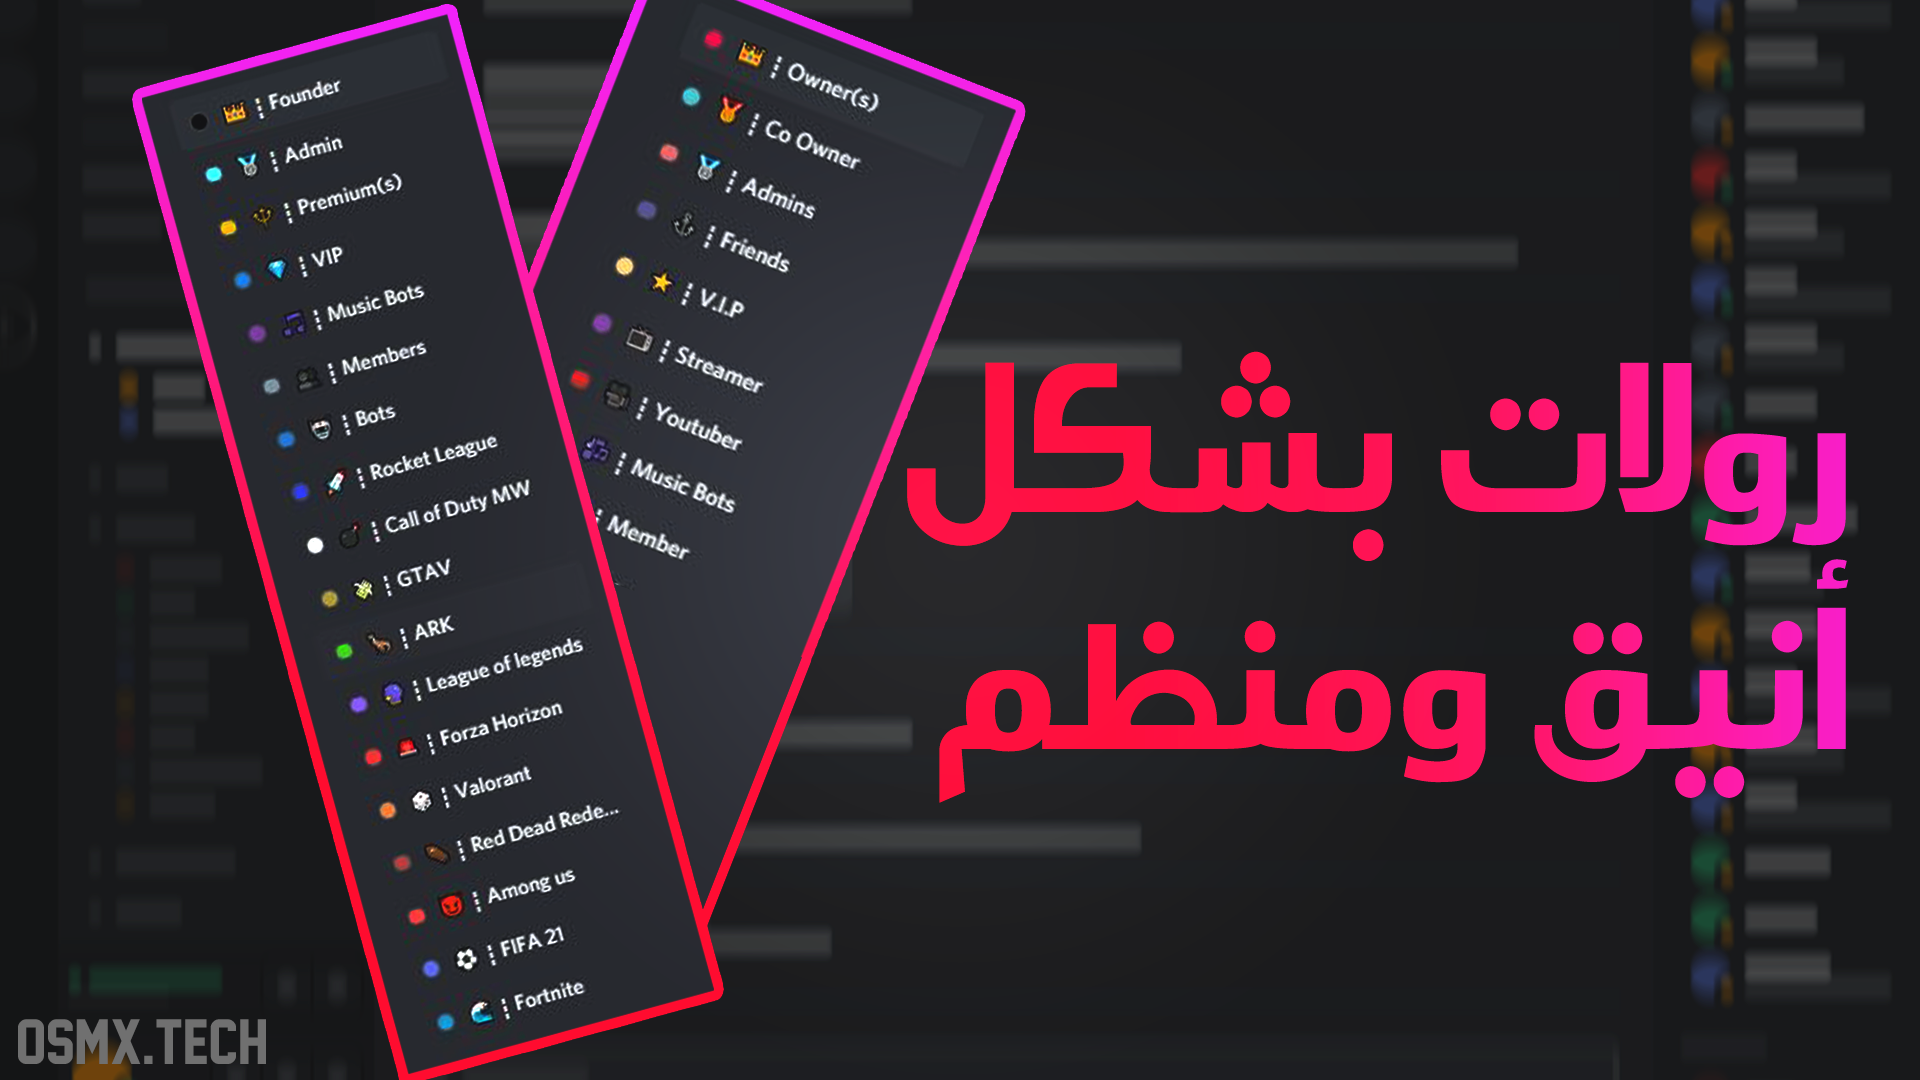 ┋Founder
┋Admin
┋Premium(s)
┋VIP
┋Music Bots
┋Members
┋Bots
┋Rocket League
┋Call of Duty MW
┋GTAV
┋ARK
┋League of legends
┋Forza Horizon
┋Valorant
┋Red Dead Rede...
┋Among us
┋FIFA 21
┋Fortnite
┋Owner(s)
┋Co Owner
┋Admins
┋Friends
┋V.I.P
┋Streamer
┋Youtuber
┋Music Bots
┋Member
رولات بشكل
أنيق ومنظم
OSMX.TECH